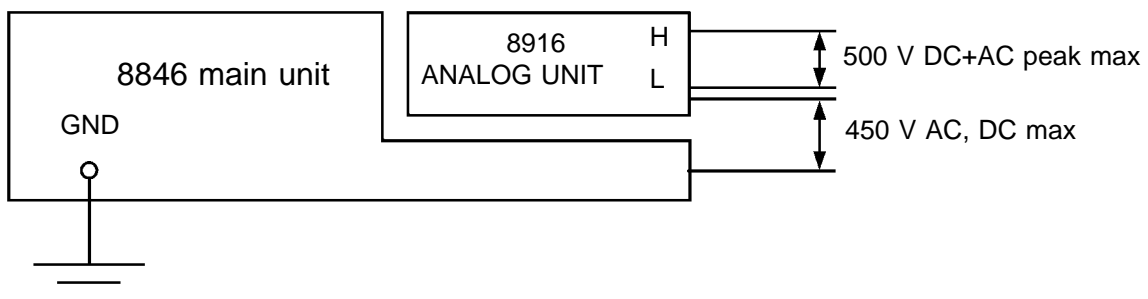 8846 main unit
GND
8916
ANALOG UNIT
H
L
500 V DC+AC peak max
450 V AC, DC max